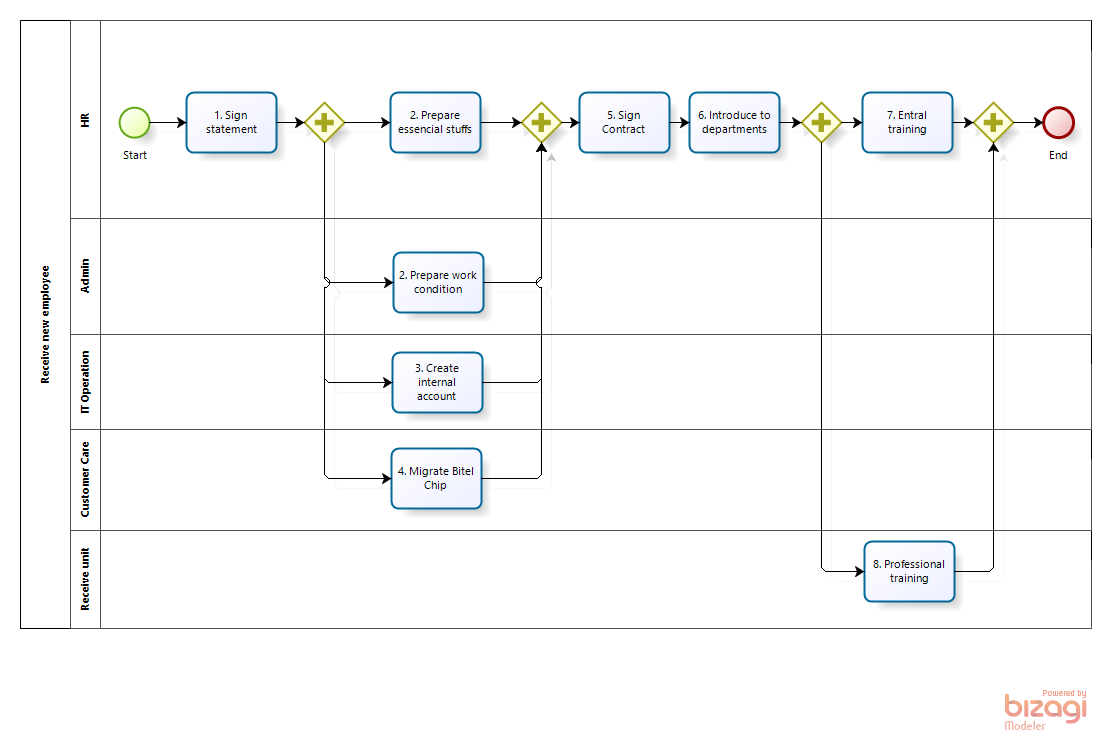 Receive new employee
HR
Start
1. Sign
statement
2. Prepare
essencial stuffs
5. Sign
Contract
6. Introduce to
departments
7. Entral
training
End
Admin
2. Prepare work
condition
IT Operation
3. Create
internal
account
Customer Care
4. Migrate Bitel
Chip
Receive unit
8. Professional
training
Powered by
bizagi
Modeler